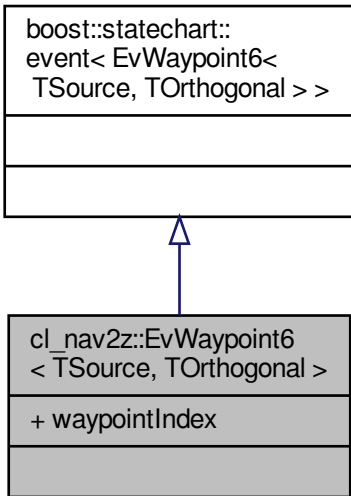 boost::statechart::
event< EvWaypoint6<
TSource, TOrthogonal > >
cl_nav2z::EvWaypoint6
< TSource, TOrthogonal >
+ waypointIndex